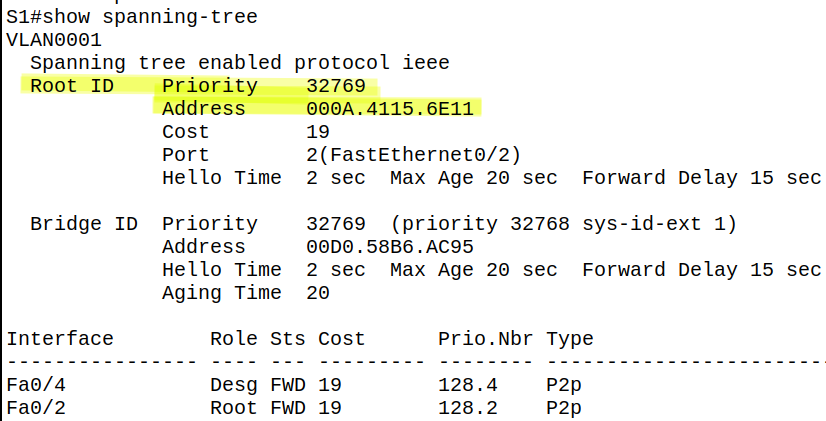 S1#show spanning-tree
VLAN0001
  Spanning tree enabled protocol ieee
  Root ID    Priority    32769
             Address     000A.4115.6E11
             Cost        19
             Port        2(FastEthernet0/2)
             Hello Time  2 sec  Max Age 20 sec  Forward Delay 15 sec
  Bridge ID  Priority    32769  (priority 32768 sys-id-ext 1)
             Address     00D0.58B6.AC95
             Hello Time  2 sec  Max Age 20 sec  Forward Delay 15 sec
             Aging Time  20
Interface        Role Sts Cost      Prio.Nbr Type
---------------- ---- --- --------- -------- ------------------------
Fa0/4            Desg FWD 19        128.4    P2p
Fa0/2            Root FWD 19        128.2    P2p